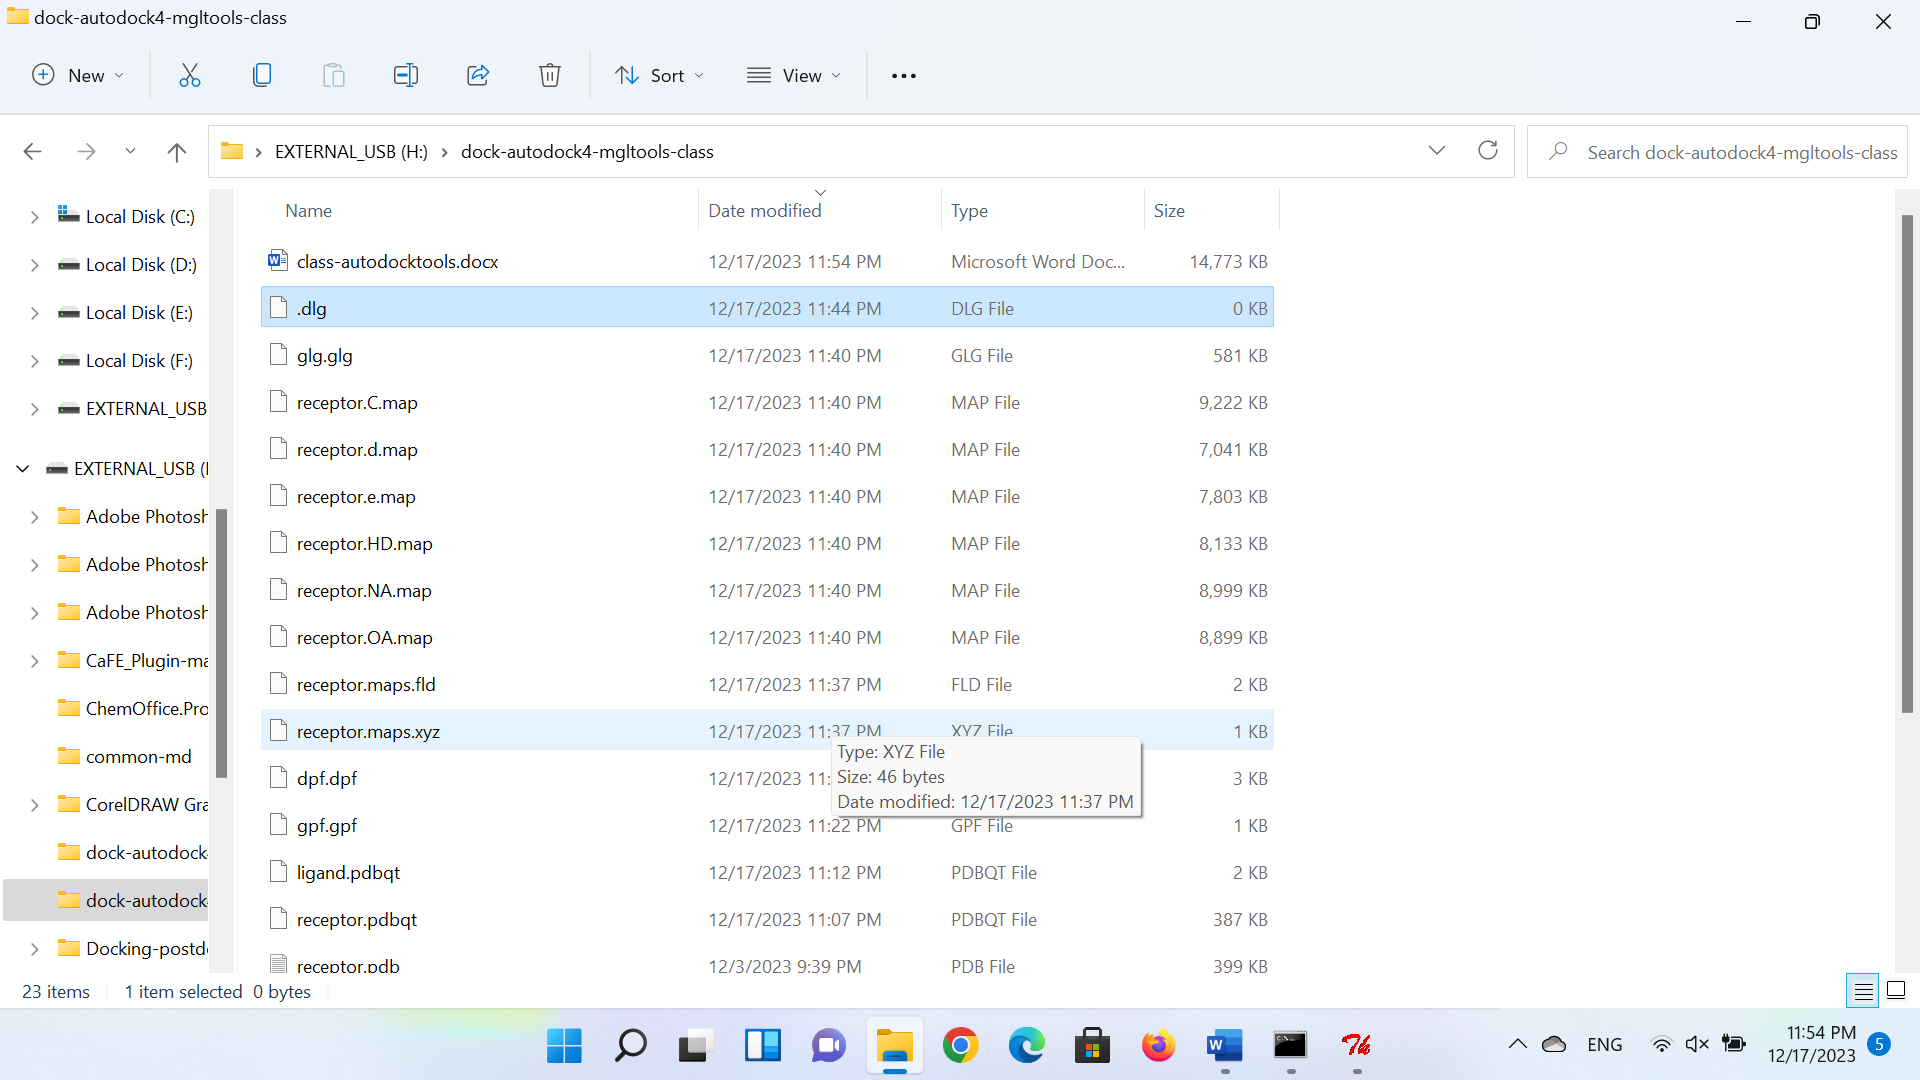 dock-autodock4-mgltools-class
New
Sort
View
EXTERNAL_USB (H:)
dock-autodock4-mgltools-class
Search dock-autodock4-mgltools-class
Local Disk (C:)
Local Disk (D:)
Local Disk (E:)
Local Disk (F:)
EXTERNAL_USB
EXTERNAL_USB (
Adobe Photosh
Adobe Photosh
Adobe Photosh
CaFE_Plugin-ma
ChemOffice.Pro
common-md
CorelDRAW Gra
dock-autodock
dock-autodock
Docking-postd
Name Date modified Type Size
class-autodocktools.docx 12/17/2023 11:54 PM Microsoft Word Doc... 14,773 KB
.dlg 12/17/2023 11:44 PM DLG File 0 KB
glg.glg 12/17/2023 11:40 PM GLG File 581 KB
receptor.C.map 12/17/2023 11:40 PM MAP File 9,222 KB
receptor.d.map 12/17/2023 11:40 PM MAP File 7,041 KB
receptor.e.map 12/17/2023 11:40 PM MAP File 7,803 KB
receptor.HD.map 12/17/2023 11:40 PM MAP File 8,133 KB
receptor.NA.map 12/17/2023 11:40 PM MAP File 8,999 KB
receptor.OA.map 12/17/2023 11:40 PM MAP File 8,899 KB
receptor.maps.fld 12/17/2023 11:37 PM FLD File 2 KB
receptor.maps.xyz 12/17/2023 11:37 PM XYZ File 1 KB
Type: XYZ File
Size: 46 bytes
Date modified: 12/17/2023 11:37 PM
dpf.dpf 12/17/2023 11: 3 KB
gpf.gpf 12/17/2023 11:22 PM GPF File 1 KB
ligand.pdbqt 12/17/2023 11:12 PM PDBQT File 2 KB
receptor.pdbqt 12/17/2023 11:07 PM PDBQT File 387 KB
receptor.pdb 12/3/2023 9:39 PM PDB File 399 KB
23 items 1 item selected 0 bytes
ENG
11:54 PM
12/17/2023
5